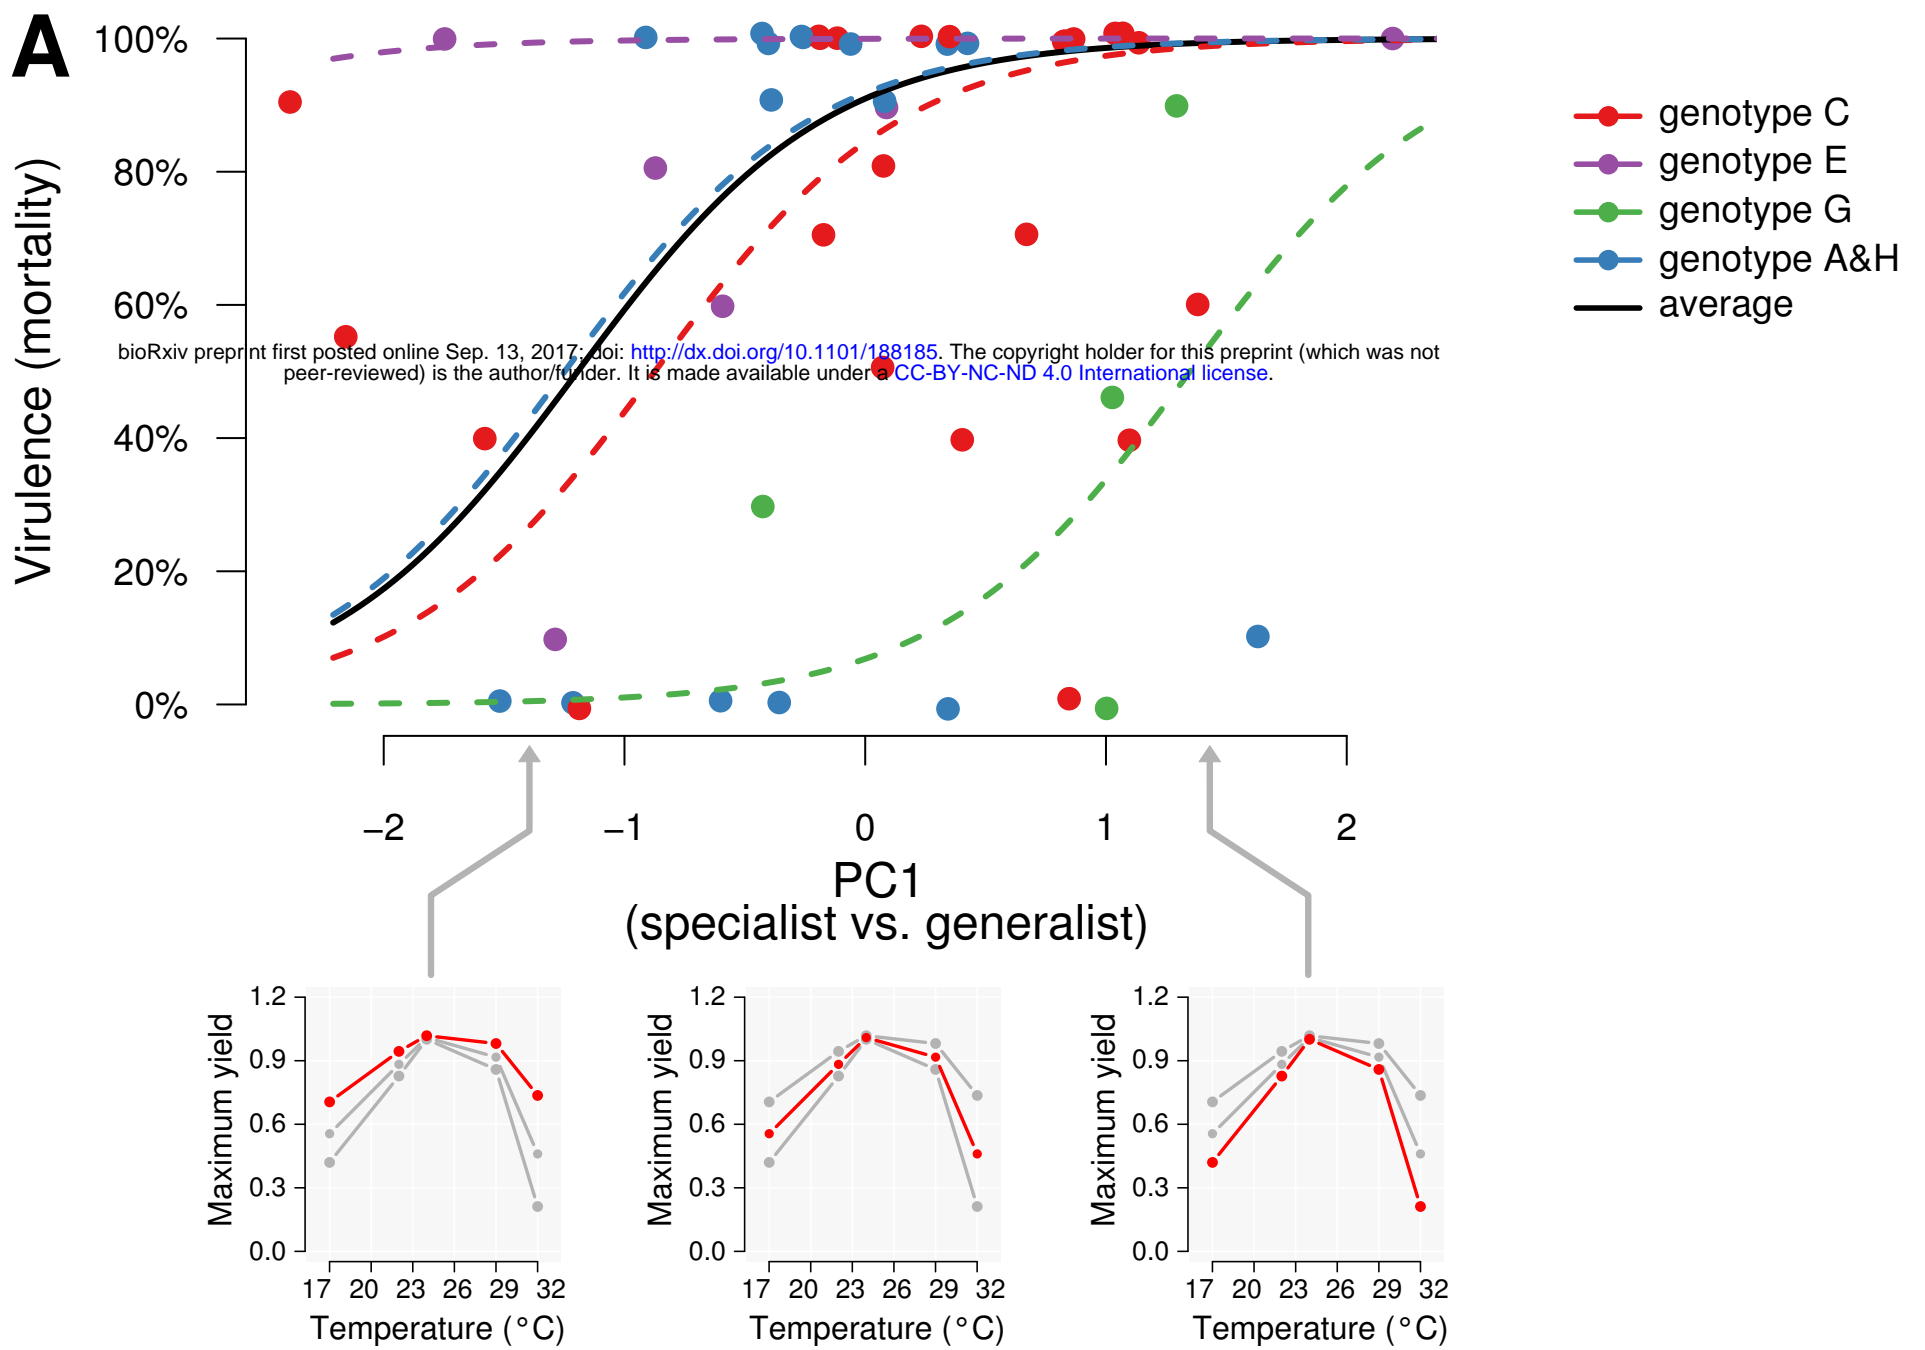 A
100%
80%
60%
40%
20%
0%
Virulence (mortality)
genotype C
genotype E
genotype G
genotype A&H
average
bioRxiv preprint first posted online Sep. 13, 2017; doi: http://dx.doi.org/10.1101/188185. The copyright holder for this preprint (which was not
peer-reviewed) is the author/funder. It is made available under a CC-BY-NC-ND 4.0 International license.
−2 −1 0 1 2
PC1
(specialist vs. generalist)
1.2
0.9
0.6
0.3
0.0
Maximum yield
17 20 23 26 29 32
Temperature (°C)
1.2
0.9
0.6
0.3
0.0
Maximum yield
17 20 23 26 29 32
Temperature (°C)
1.2
0.9
0.6
0.3
0.0
Maximum yield
17 20 23 26 29 32
Temperature (°C)